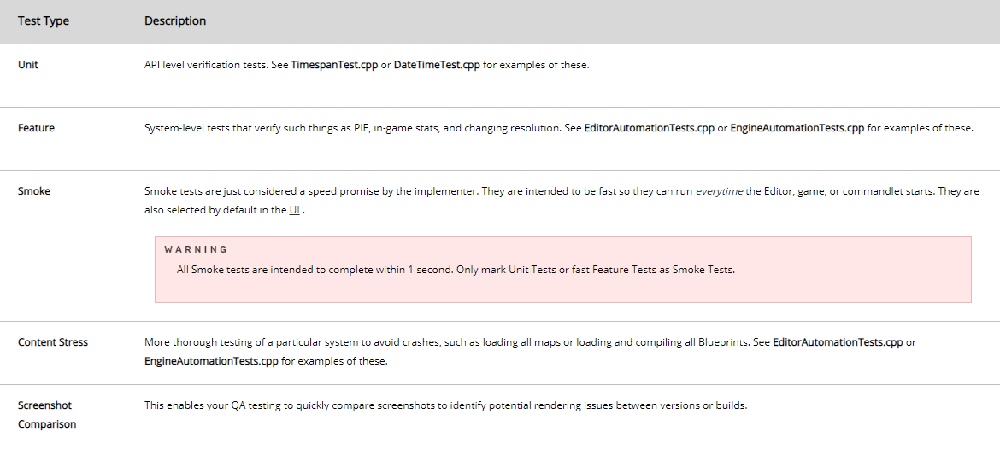 Test Type Description
Unit API level verification tests. See TimespanTest.cpp or DateTimeTest.cpp for examples of these.
Feature System-level tests that verify such things as PIE, in-game stats, and changing resolution. See EditorAutomationTests.cpp or EngineAutomationTests.cpp for examples of these.
Smoke Smoke tests are just considered a speed promise by the implementer. They are intended to be fast so they can run everytime the Editor, game, or commandlet starts. They are
also selected by default in the UI .
WARNING
All Smoke tests are intended to complete within 1 second. Only mark Unit Tests or fast Feature Tests as Smoke Tests.
Content Stress More thorough testing of a particular system to avoid crashes, such as loading all maps or loading and compiling all Blueprints. See EditorAutomationTests.cpp or
EngineAutomationTests.cpp for examples of these.
Screenshot This enables your QA testing to quickly compare screenshots to identify potential rendering issues between versions or builds.
Comparison